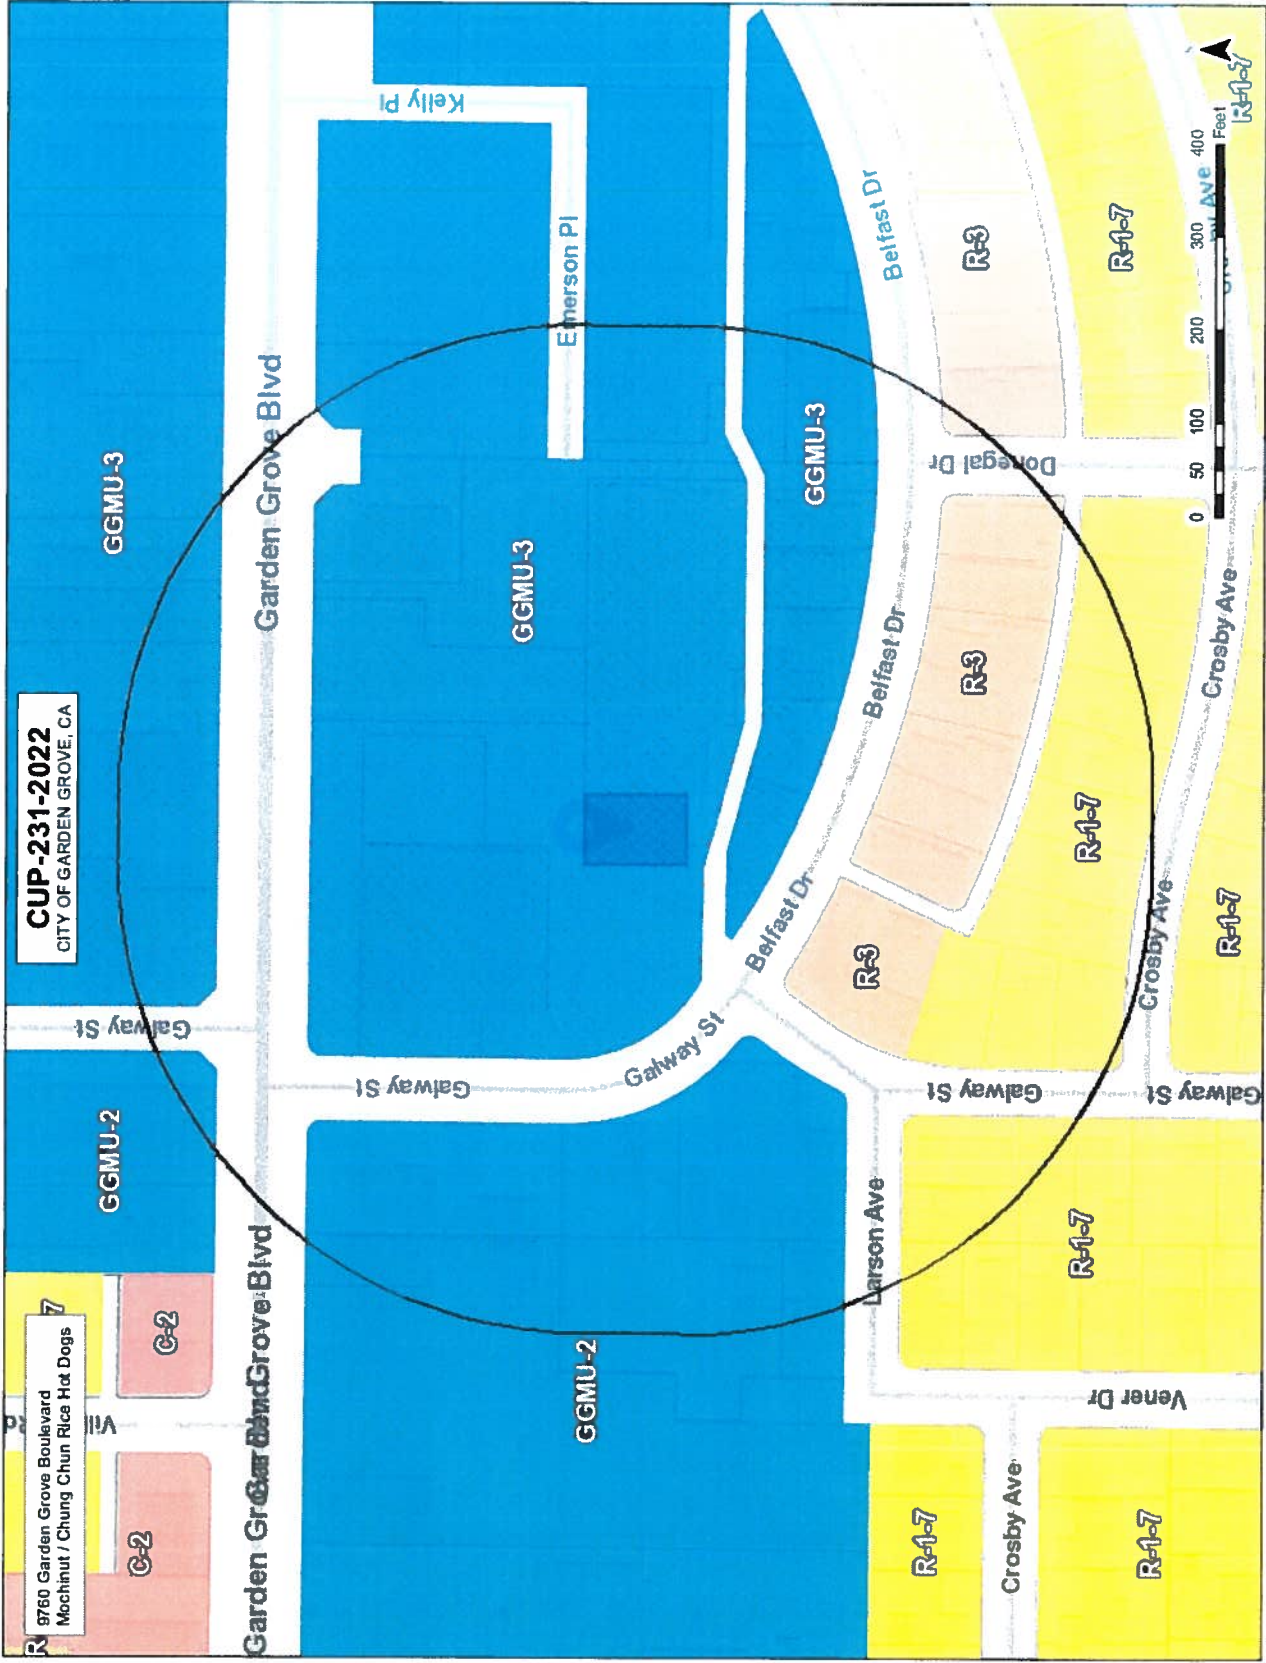 CUP-231-2022
CITY OF GARDEN GROVE, CA
9760 Garden Grove Boulevard
Mochinut / Chung Chun Rice Hot Dogs
R
7
C-2
C-2
GGMU-2
GGMU-3
Galway St
Garden Grove Blvd
Garden Grove Blvd
Kelly Pl
Emerson Pl
Galway St
GGMU-3
GGMU-2
GGMU-3
Galway St
Belfast Dr
Belfast Dr
Belfast Dr
Larson Ave
R-3
R-3
R-3
Donegal Dr
Galway St
R-1-7
R-1-7
R-1-7
R-1-7
Crosby Ave
Vener Dr
Crosby Ave
Crosby Ave
Galway St
R-1-7
R-1-7
R-1-7
Ave
0 50 100 200 300 400
Feet